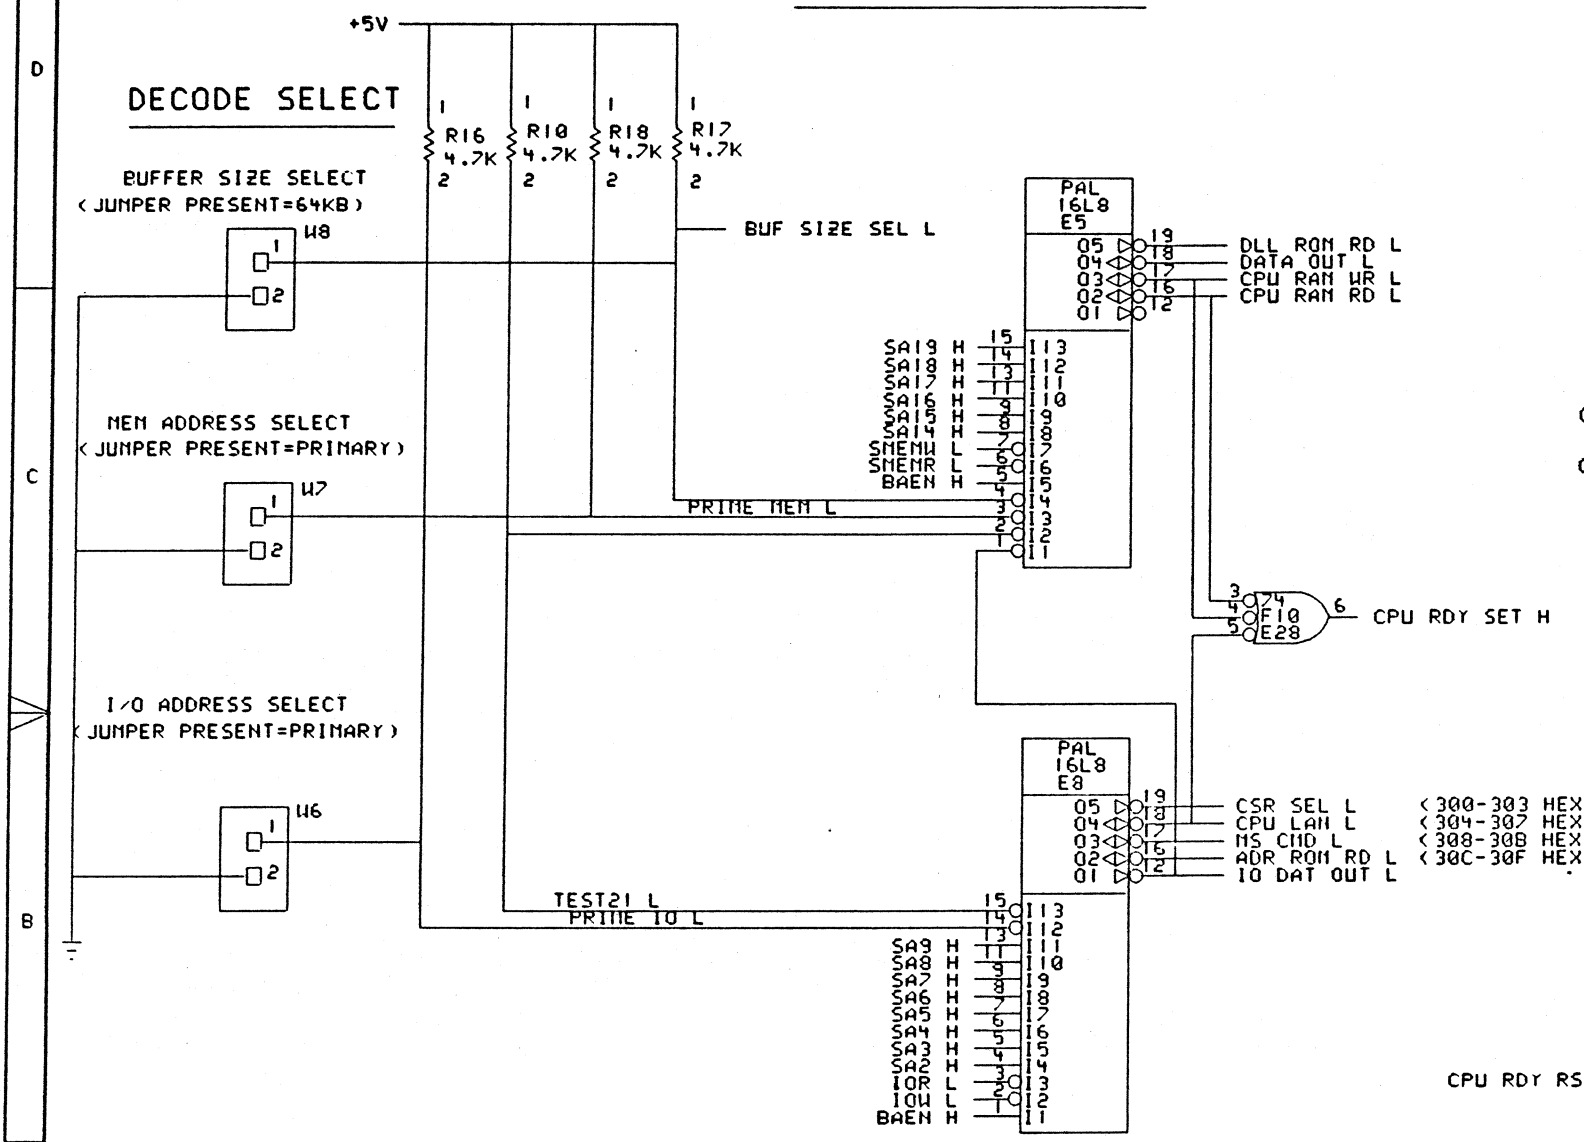 +5V
D
DECODE SELECT
1 1 1 1
R16 R10 R18 R17
4.7K 4.7K 4.7K 4.7K
2 2 2 2
BUFFER SIZE SELECT
(JUMPER PRESENT=64KB)
W8
1
2
BUF SIZE SEL L
PAL
16L8
E5
O5 19 DLL ROM RD L
O4 18 DATA OUT L
O3 17 CPU RAM WR L
O2 16 CPU RAM RD L
O1 12
SA19 H 15 I13
SA18 H 14 I12
SA17 H 13 I11
SA16 H 11 I10
SA15 H 9 I9
SA14 H 8 I8
SMEMW L 7 I7
SMEMR L 6 I6
BAEN H 5 I5
4 I4
PRIME MEM L 3 I3
2 I2
1 I1
MEM ADDRESS SELECT
(JUMPER PRESENT=PRIMARY)
C
W7
1
2
3 74
4 F10
5 E28
6 CPU RDY SET H
I/O ADDRESS SELECT
(JUMPER PRESENT=PRIMARY)
W6
1
2
PAL
16L8
E8
O5 19 CSR SEL L <300-303 HEX
O4 18 CPU LAN L <304-307 HEX
O3 17 MS CMD L <308-30B HEX
O2 16 ADR ROM RD L <30C-30F HEX
O1 12 IO DAT OUT L
B
TEST21 L 15 I13
PRIME IO L 14 I12
SA9 H 13 I11
SA8 H 11 I10
SA7 H 9 I9
SA6 H 8 I8
SA5 H 7 I7
SA4 H 6 I6
SA3 H 5 I5
SA2 H 4 I4
IOR L 3 I3
IOW L 2 I2
BAEN H 1 I1
CPU RDY RS